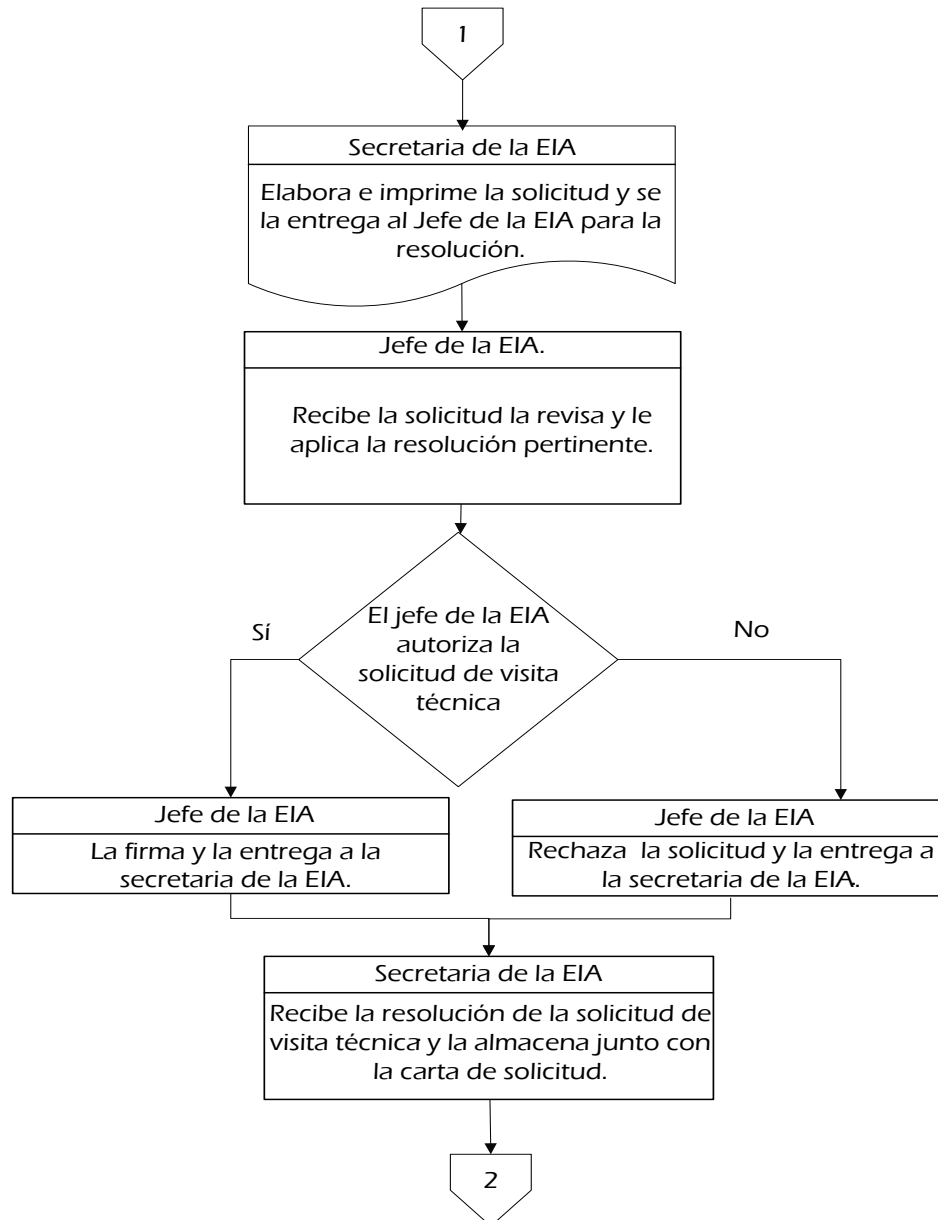 1
Secretaria de la EIA
Elabora e imprime la solicitud y se
la entrega al Jefe de la EIA para la
resolución.
Jefe de la EIA.
Recibe la solicitud la revisa y le
aplica la resolución pertinente.
El jefe de la EIA
autoriza la
solicitud de visita
técnica
Sí
No
Jefe de la EIA
La firma y la entrega a la
secretaria de la EIA.
Jefe de la EIA
Rechaza la solicitud y la entrega a
la secretaria de la EIA.
Secretaria de la EIA
Recibe la resolución de la solicitud de
visita técnica y la almacena junto con
la carta de solicitud.
2